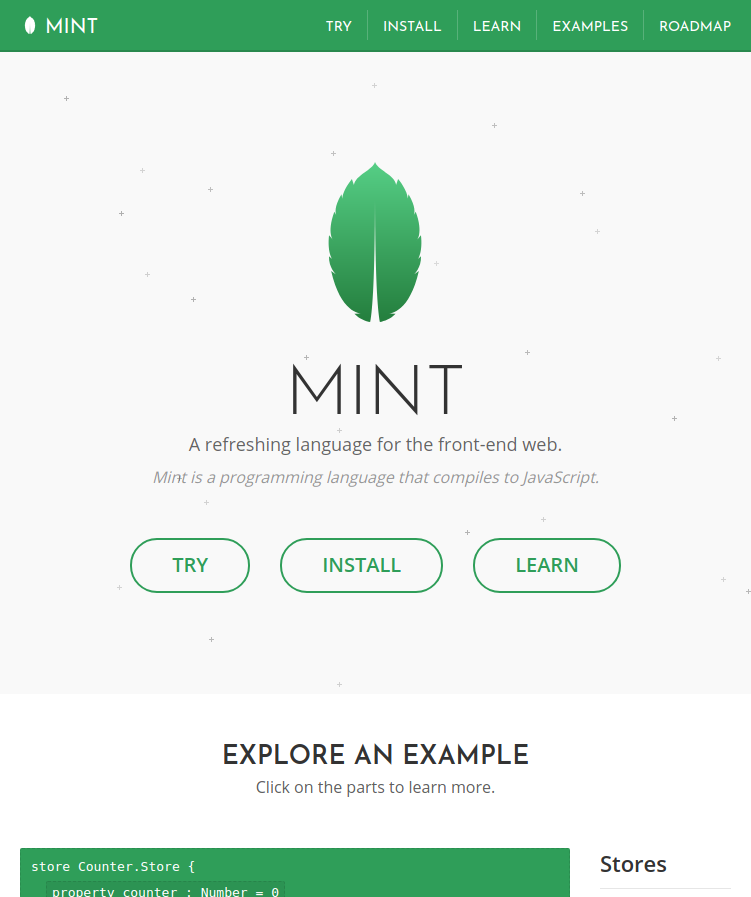 MINT
TRY
INSTALL
LEARN
EXAMPLES
ROADMAP
MINT
A refreshing language for the front-end web.
Mint is a programming language that compiles to JavaScript.
TRY
INSTALL
LEARN
EXPLORE AN EXAMPLE
Click on the parts to learn more.
store Counter.Store {
property counter : Number = 0
Stores